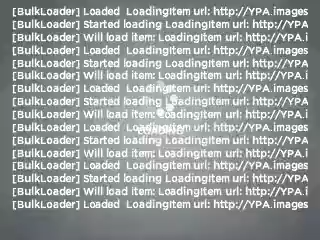 [BulkLoader] Loaded  LoadingItem url: http://YPA.images
[BulkLoader] Started loading LoadingItem url: http://YPA
[BulkLoader] Will load item: LoadingItem url: http://YPA.i
[BulkLoader] Loaded  LoadingItem url: http://YPA.images
[BulkLoader] Started loading LoadingItem url: http://YPA
[BulkLoader] Will load item: LoadingItem url: http://YPA.i
[BulkLoader] Loaded  LoadingItem url: http://YPA.images
[BulkLoader] Started loading LoadingItem url: http://YPA
[BulkLoader] Will load item: LoadingItem url: http://YPA.i
[BulkLoader] Loaded  LoadingItem url: http://YPA.images
LOADING
[BulkLoader] Started loading LoadingItem url: http://YPA
[BulkLoader] Will load item: LoadingItem url: http://YPA.i
[BulkLoader] Loaded  LoadingItem url: http://YPA.images
[BulkLoader] Started loading LoadingItem url: http://YPA
[BulkLoader] Will load item: LoadingItem url: http://YPA.i
[BulkLoader] Loaded  LoadingItem url: http://YPA.images